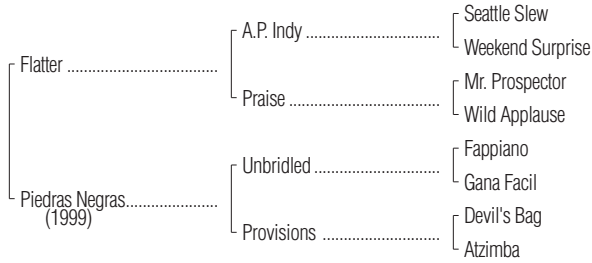 Seattle Slew
A.P. Indy ..............................
Weekend Surprise
Flatter ..................................
Mr. Prospector
Praise ..................................
Wild Applause
Fappiano
Unbridled ............................
Gana Facil
Piedras Negras.....................
(1999)
Devil's Bag
Provisions ..........................
Atzimba